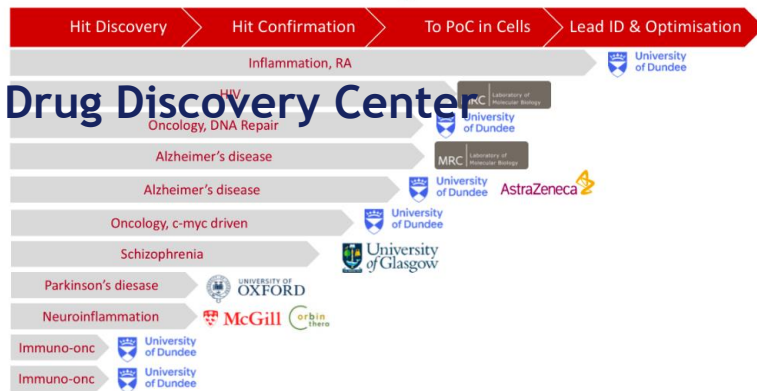 Hit Discovery Hit Confirmation To PoC in Cells Lead ID & Optimisation
Inflammation, RA University of Dundee
HIV MRC Laboratory of Molecular Biology
Drug Discovery Center
Oncology, DNA Repair University of Dundee
Alzheimer's disease MRC Laboratory of Molecular Biology
Alzheimer's disease University of Dundee AstraZeneca
Oncology, c-myc driven University of Dundee
Schizophrenia University of Glasgow
Parkinson's diesase UNIVERSITY OF OXFORD
Neuroinflammation McGill Corbin thero
Immuno-onc University of Dundee
Immuno-onc University of Dundee